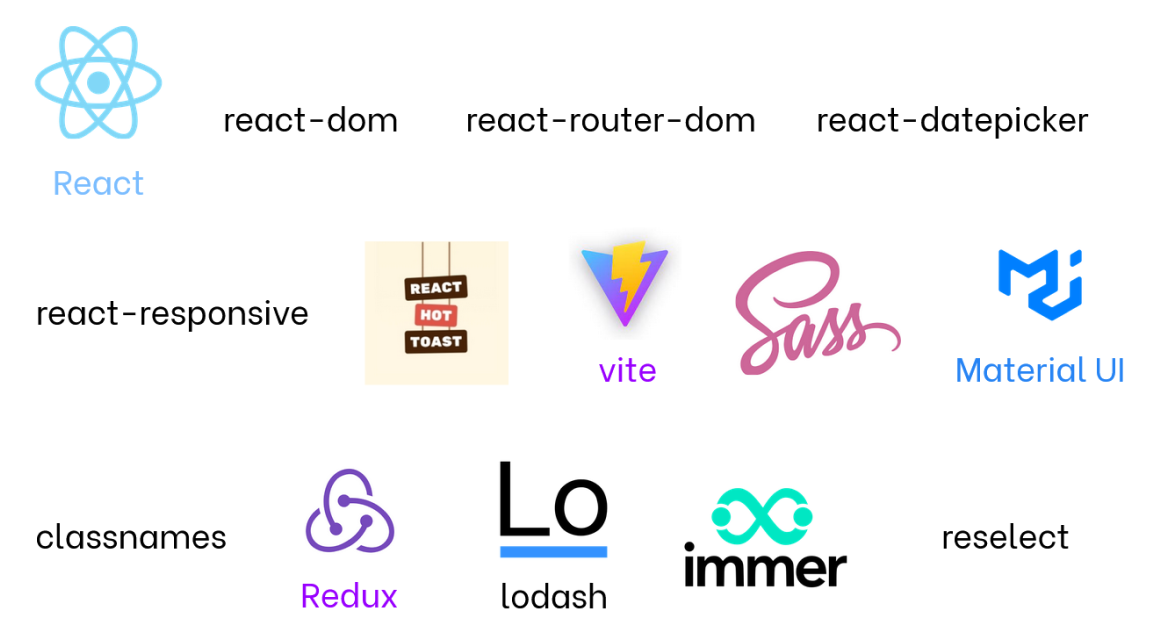 React
react-dom
react-router-dom
react-datepicker
react-responsive
REACT
HOT
TOAST
vite
Sass
Material UI
classnames
Redux
Lo
lodash
immer
reselect